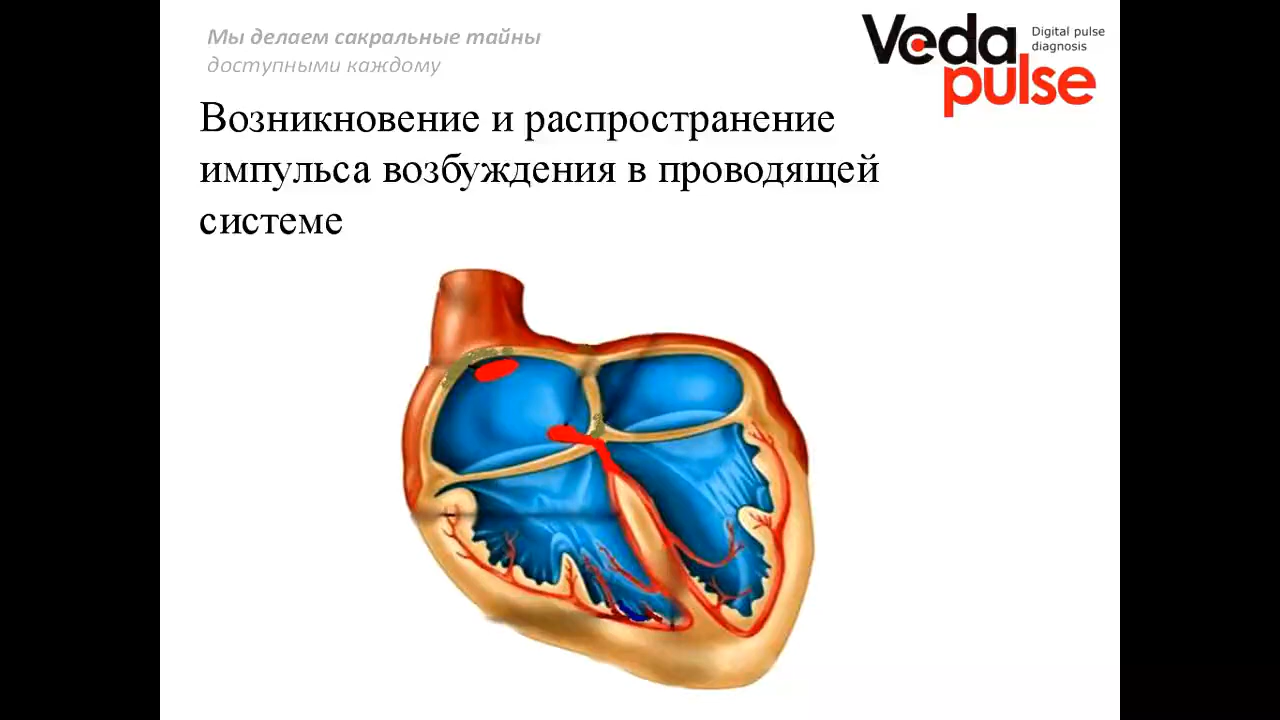 Мы делаем сакральные тайны
доступными каждому
Veda
pulse
Digital pulse
diagnosis
Возникновение и распространение
импульса возбуждения в проводящей
системе